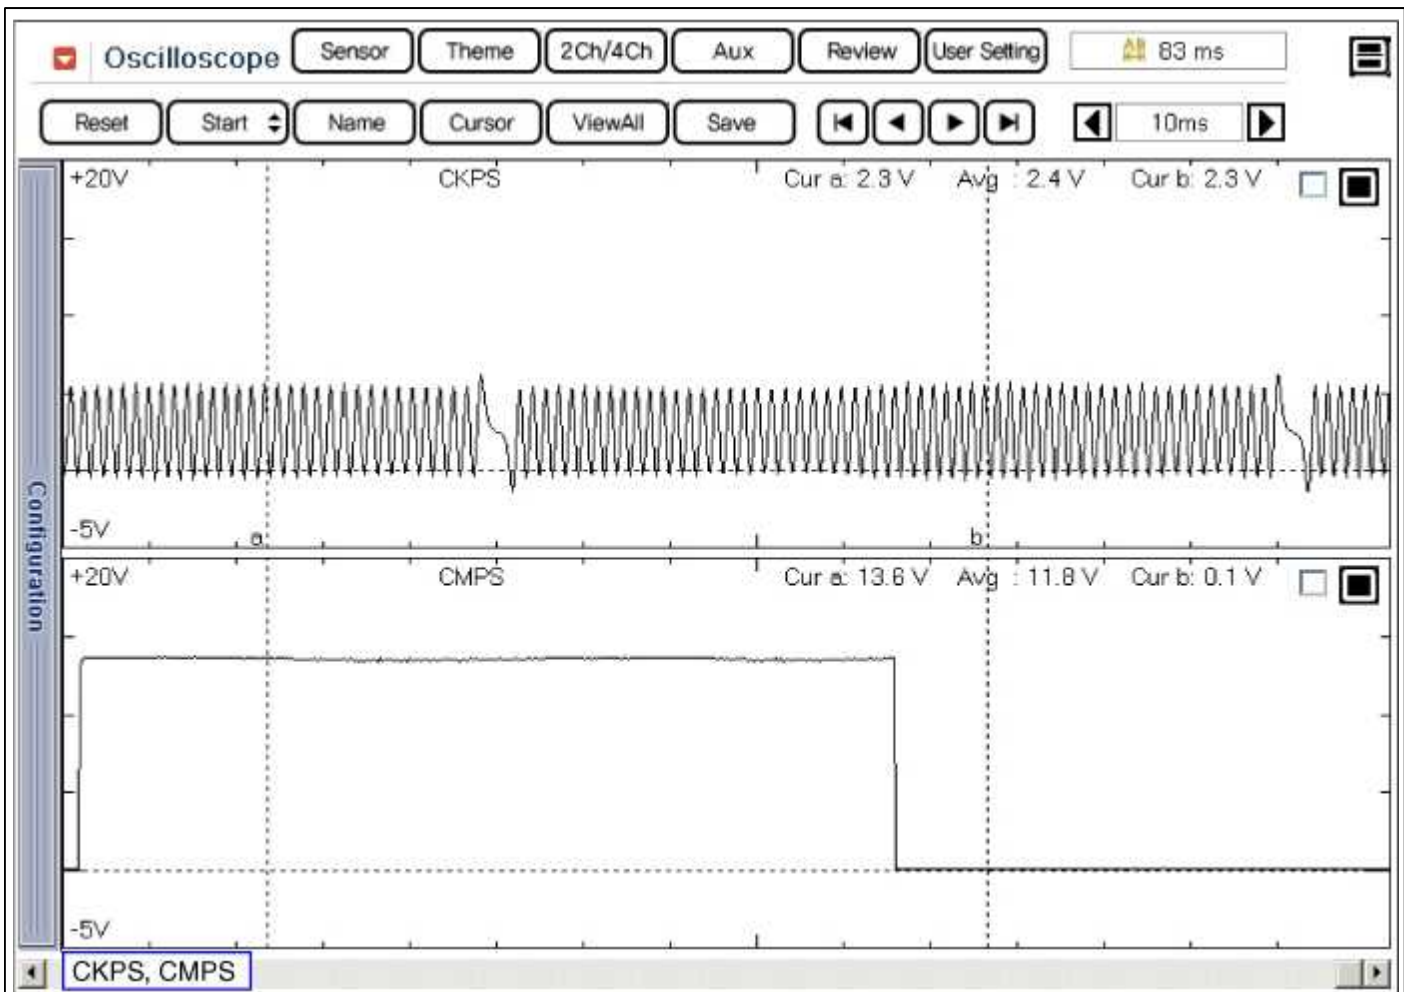 Oscilloscope Sensor Theme 2Ch/4Ch Aux Review User Setting 83 ms
Reset Start Name Cursor ViewAll Save 10ms
+20V CKPS Cur a: 2.3 V Avg : 2.4 V Cur b: 2.3 V
-5V a b
Configuration
+20V CMPS Cur a: 13.6 V Avg : 11.8 V Cur b: 0.1 V
-5V
CKPS, CMPS